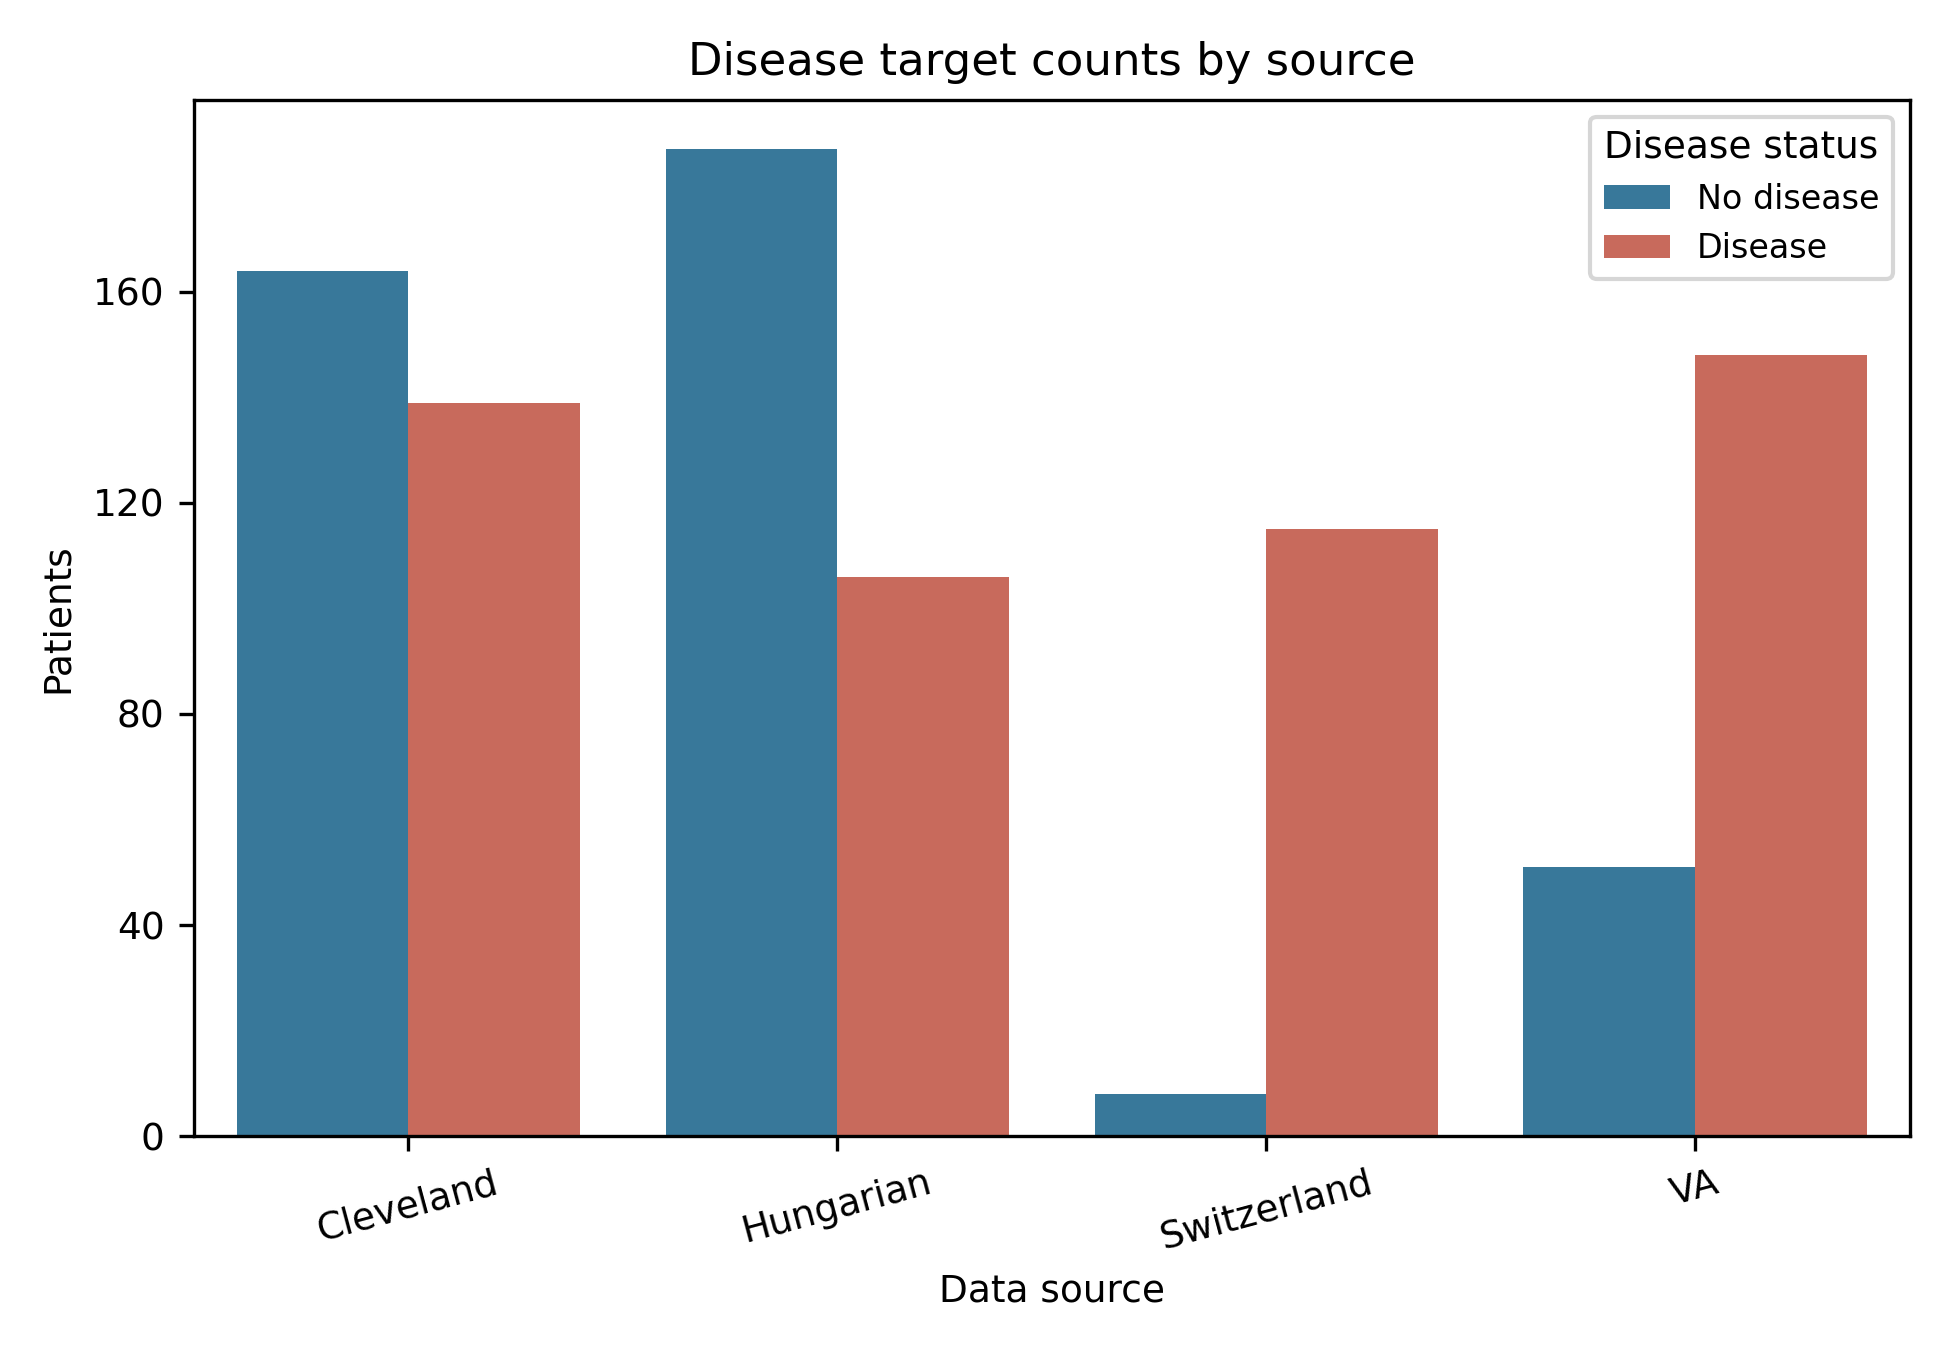 Disease target counts by source
Disease status
No disease
Disease
160
120
80
40
0
Patients
Cleveland
Hungarian
Switzerland
VA
Data source